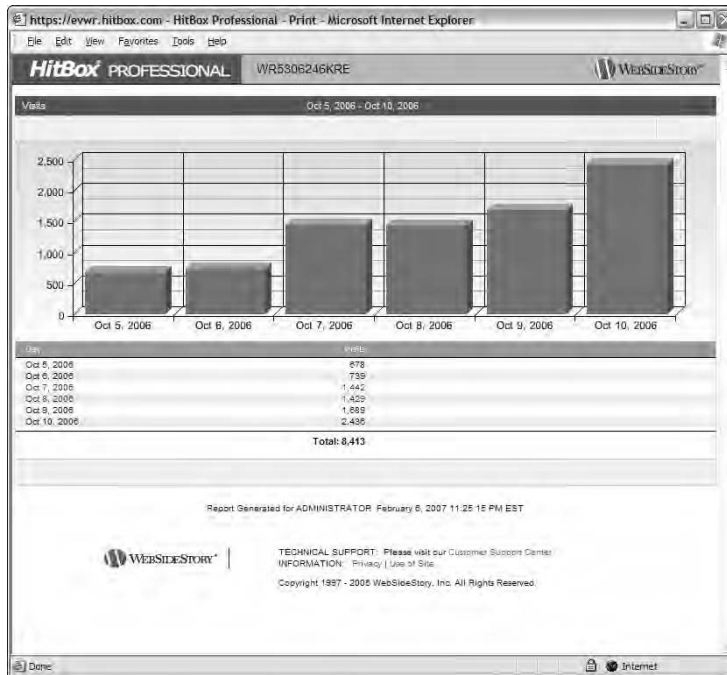 https://evwr.hitbox.com - HitBox Professional - Print - Microsoft Internet Explorer
File Edit View Favorites Tools Help
HitBox PROFESSIONAL WR5306246KRE WEBSIDESTORY
Visits Oct 5, 2006 - Oct 10, 2006
2,500
2,000
1,500
1,000
500
0
Oct 5, 2006 Oct 6, 2006 Oct 7, 2006 Oct 8, 2006 Oct 9, 2006 Oct 10, 2006
Day Visits
Oct 5, 2006 678
Oct 6, 2006 739
Oct 7, 2006 1,442
Oct 8, 2006 1,429
Oct 9, 2006 1,689
Oct 10, 2006 2,436
Total: 8,413
Report Generated for ADMINISTRATOR February 6, 2007 11:25:15 PM EST
WEBSIDESTORY
TECHNICAL SUPPORT: Please visit our Customer Support Center
INFORMATION: Privacy | Use of Site
Copyright 1997 - 2006 WebSideStory, Inc. All Rights Reserved.
Done Internet